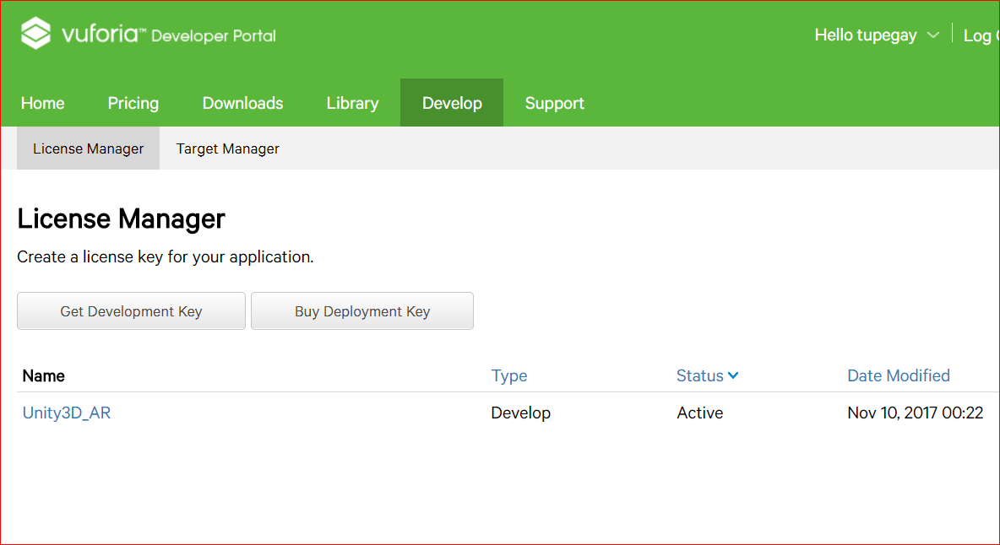 vuforia™ Developer Portal
Hello tupegay
Log
Home Pricing Downloads Library Develop Support
License Manager Target Manager
License Manager
Create a license key for your application.
Get Development Key Buy Deployment Key
Name Type Status Date Modified
Unity3D_AR Develop Active Nov 10, 2017 00:22